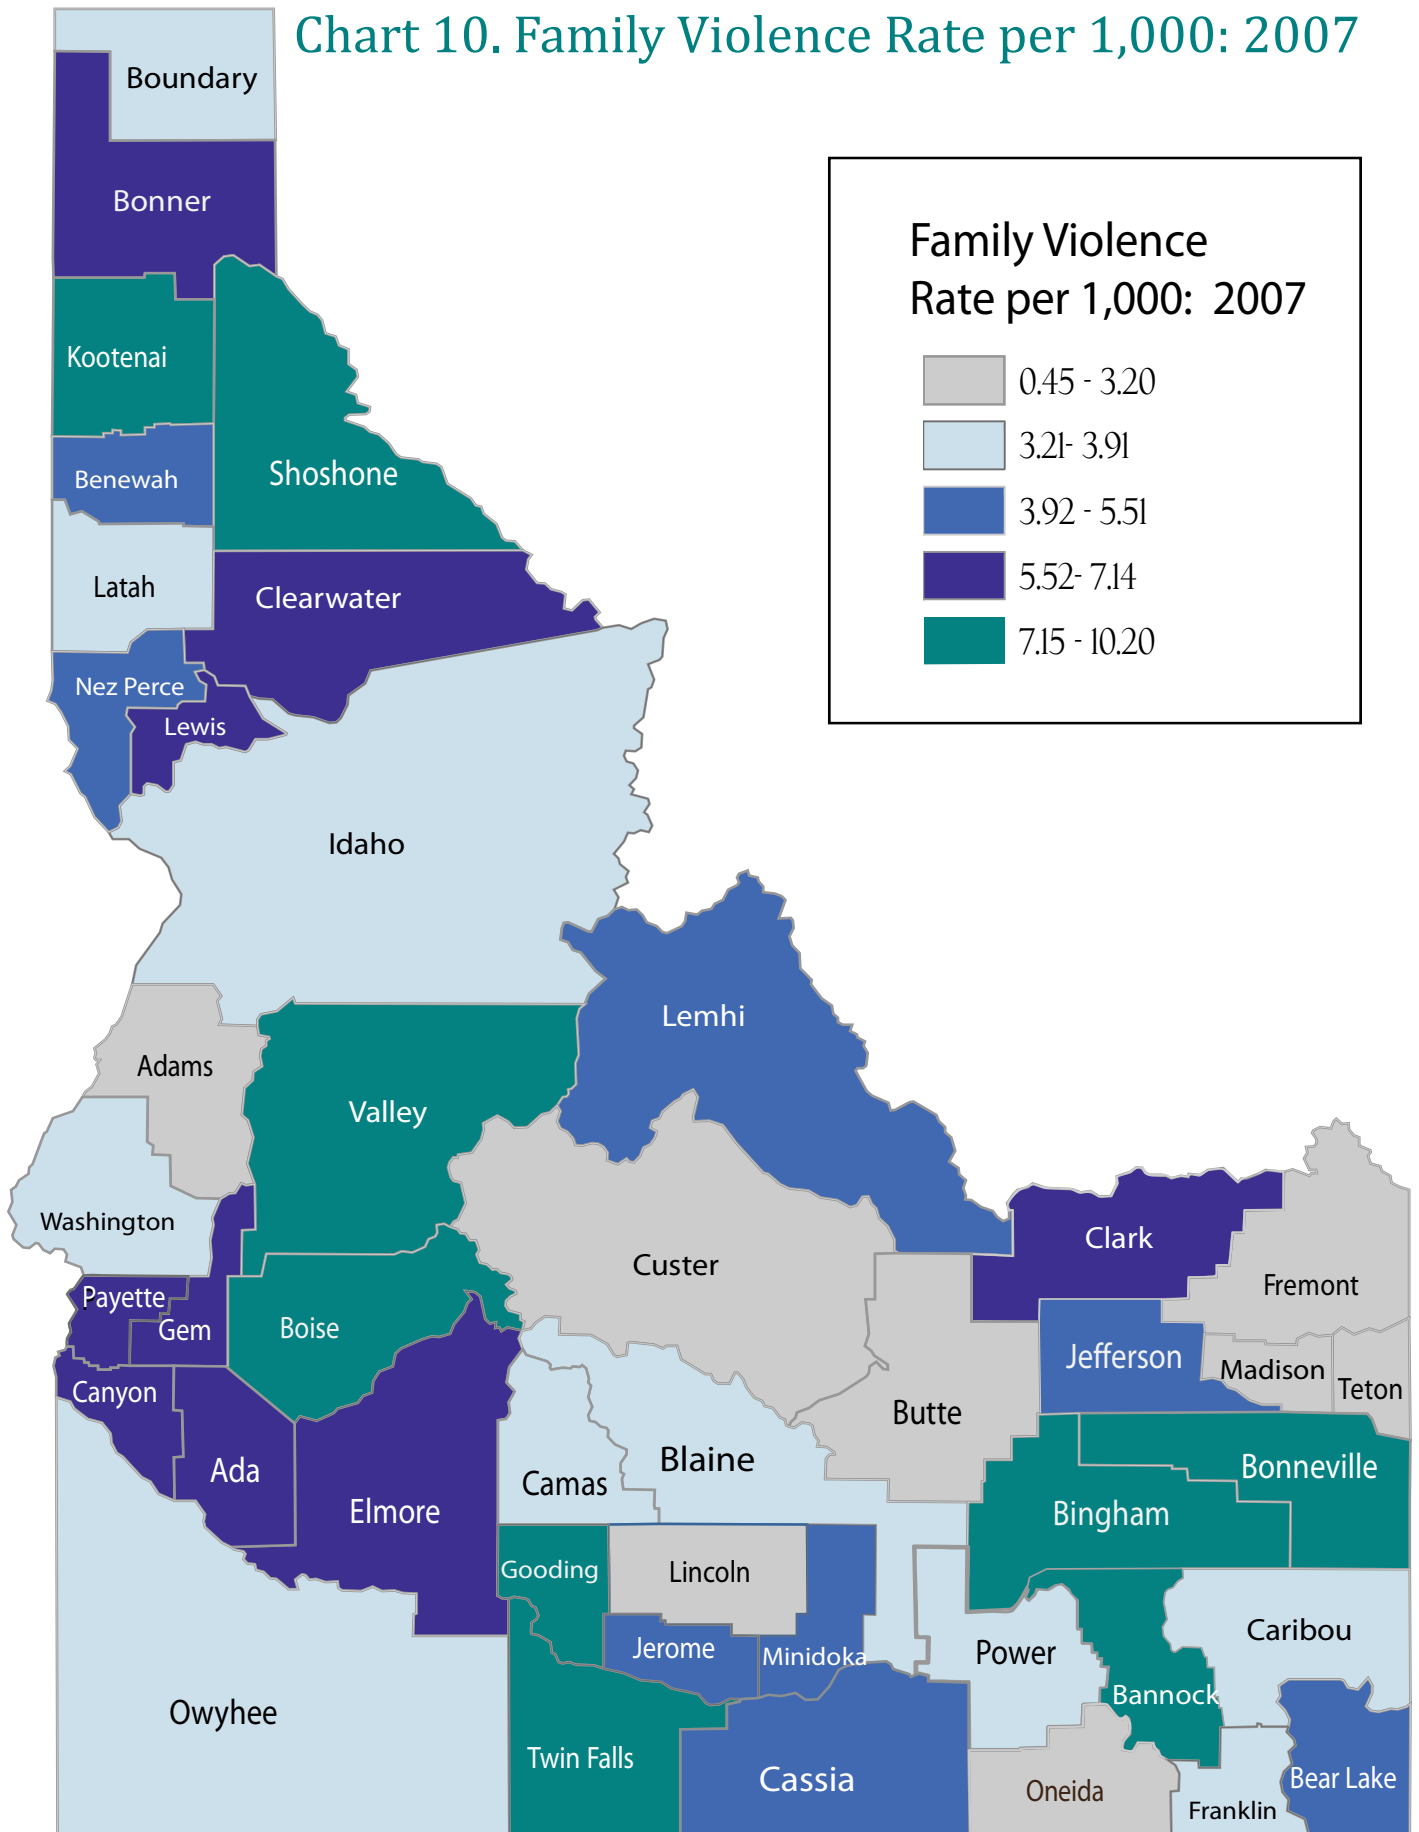 Chart 10. Family Violence Rate per 1,000: 2007
Boundary
Bonner
Family Violence
Rate per 1,000: 2007
0.45 - 3.20
3.21- 3.91
3.92 - 5.51
5.52- 7.14
7.15 - 10.20
Kootenai
Shoshone
Benewah
Latah
Clearwater
Nez Perce
Lewis
Idaho
Lemhi
Adams
Valley
Washington
Custer
Clark
Fremont
Payette
Gem
Boise
Jefferson
Madison
Teton
Canyon
Butte
Ada
Blaine
Camas
Bonneville
Elmore
Bingham
Gooding
Lincoln
Caribou
Jerome
Minidoka
Power
Bannock
Owyhee
Twin Falls
Cassia
Oneida
Bear Lake
Franklin